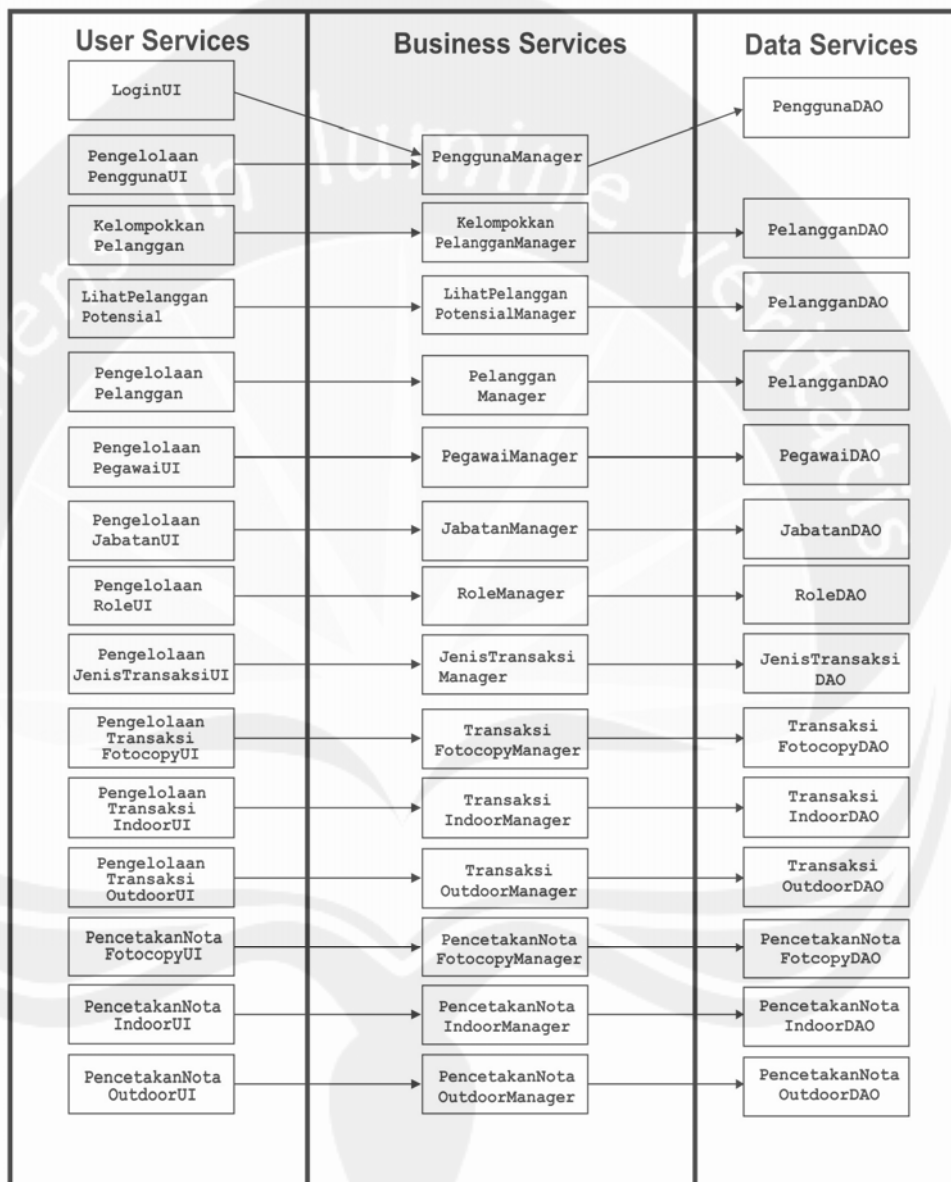 User Services
Business Services
Data Services
LoginUI
PenggunaDAO
Pengelolaan
PenggunaUI
PenggunaManager
Kelompokkan
Pelanggan
Kelompokkan
PelangganManager
PelangganDAO
LihatPelanggan
Potensial
LihatPelanggan
PotensialManager
PelangganDAO
Pengelolaan
Pelanggan
Pelanggan
Manager
PelangganDAO
Pengelolaan
PegawaiUI
PegawaiManager
PegawaiDAO
Pengelolaan
JabatanUI
JabatanManager
JabatanDAO
Pengelolaan
RoleUI
RoleManager
RoleDAO
Pengelolaan
JenisTransaksiUI
JenisTransaksi
Manager
JenisTransaksi
DAO
Pengelolaan
Transaksi
FotocopyUI
Transaksi
FotocopyManager
Transaksi
FotocopyDAO
Pengelolaan
Transaksi
IndoorUI
Transaksi
IndoorManager
Transaksi
IndoorDAO
Pengelolaan
Transaksi
OutdoorUI
Transaksi
OutdoorManager
Transaksi
OutdoorDAO
PencetakanNota
FotocopyUI
PencetakanNota
FotocopyManager
PencetakanNota
FotcopyDAO
PencetakanNota
IndoorUI
PencetakanNota
IndoorManager
PencetakanNota
IndoorDAO
PencetakanNota
OutdoorUI
PencetakanNota
OutdoorManager
PencetakanNota
OutdoorDAO
ens in lumine veritatis